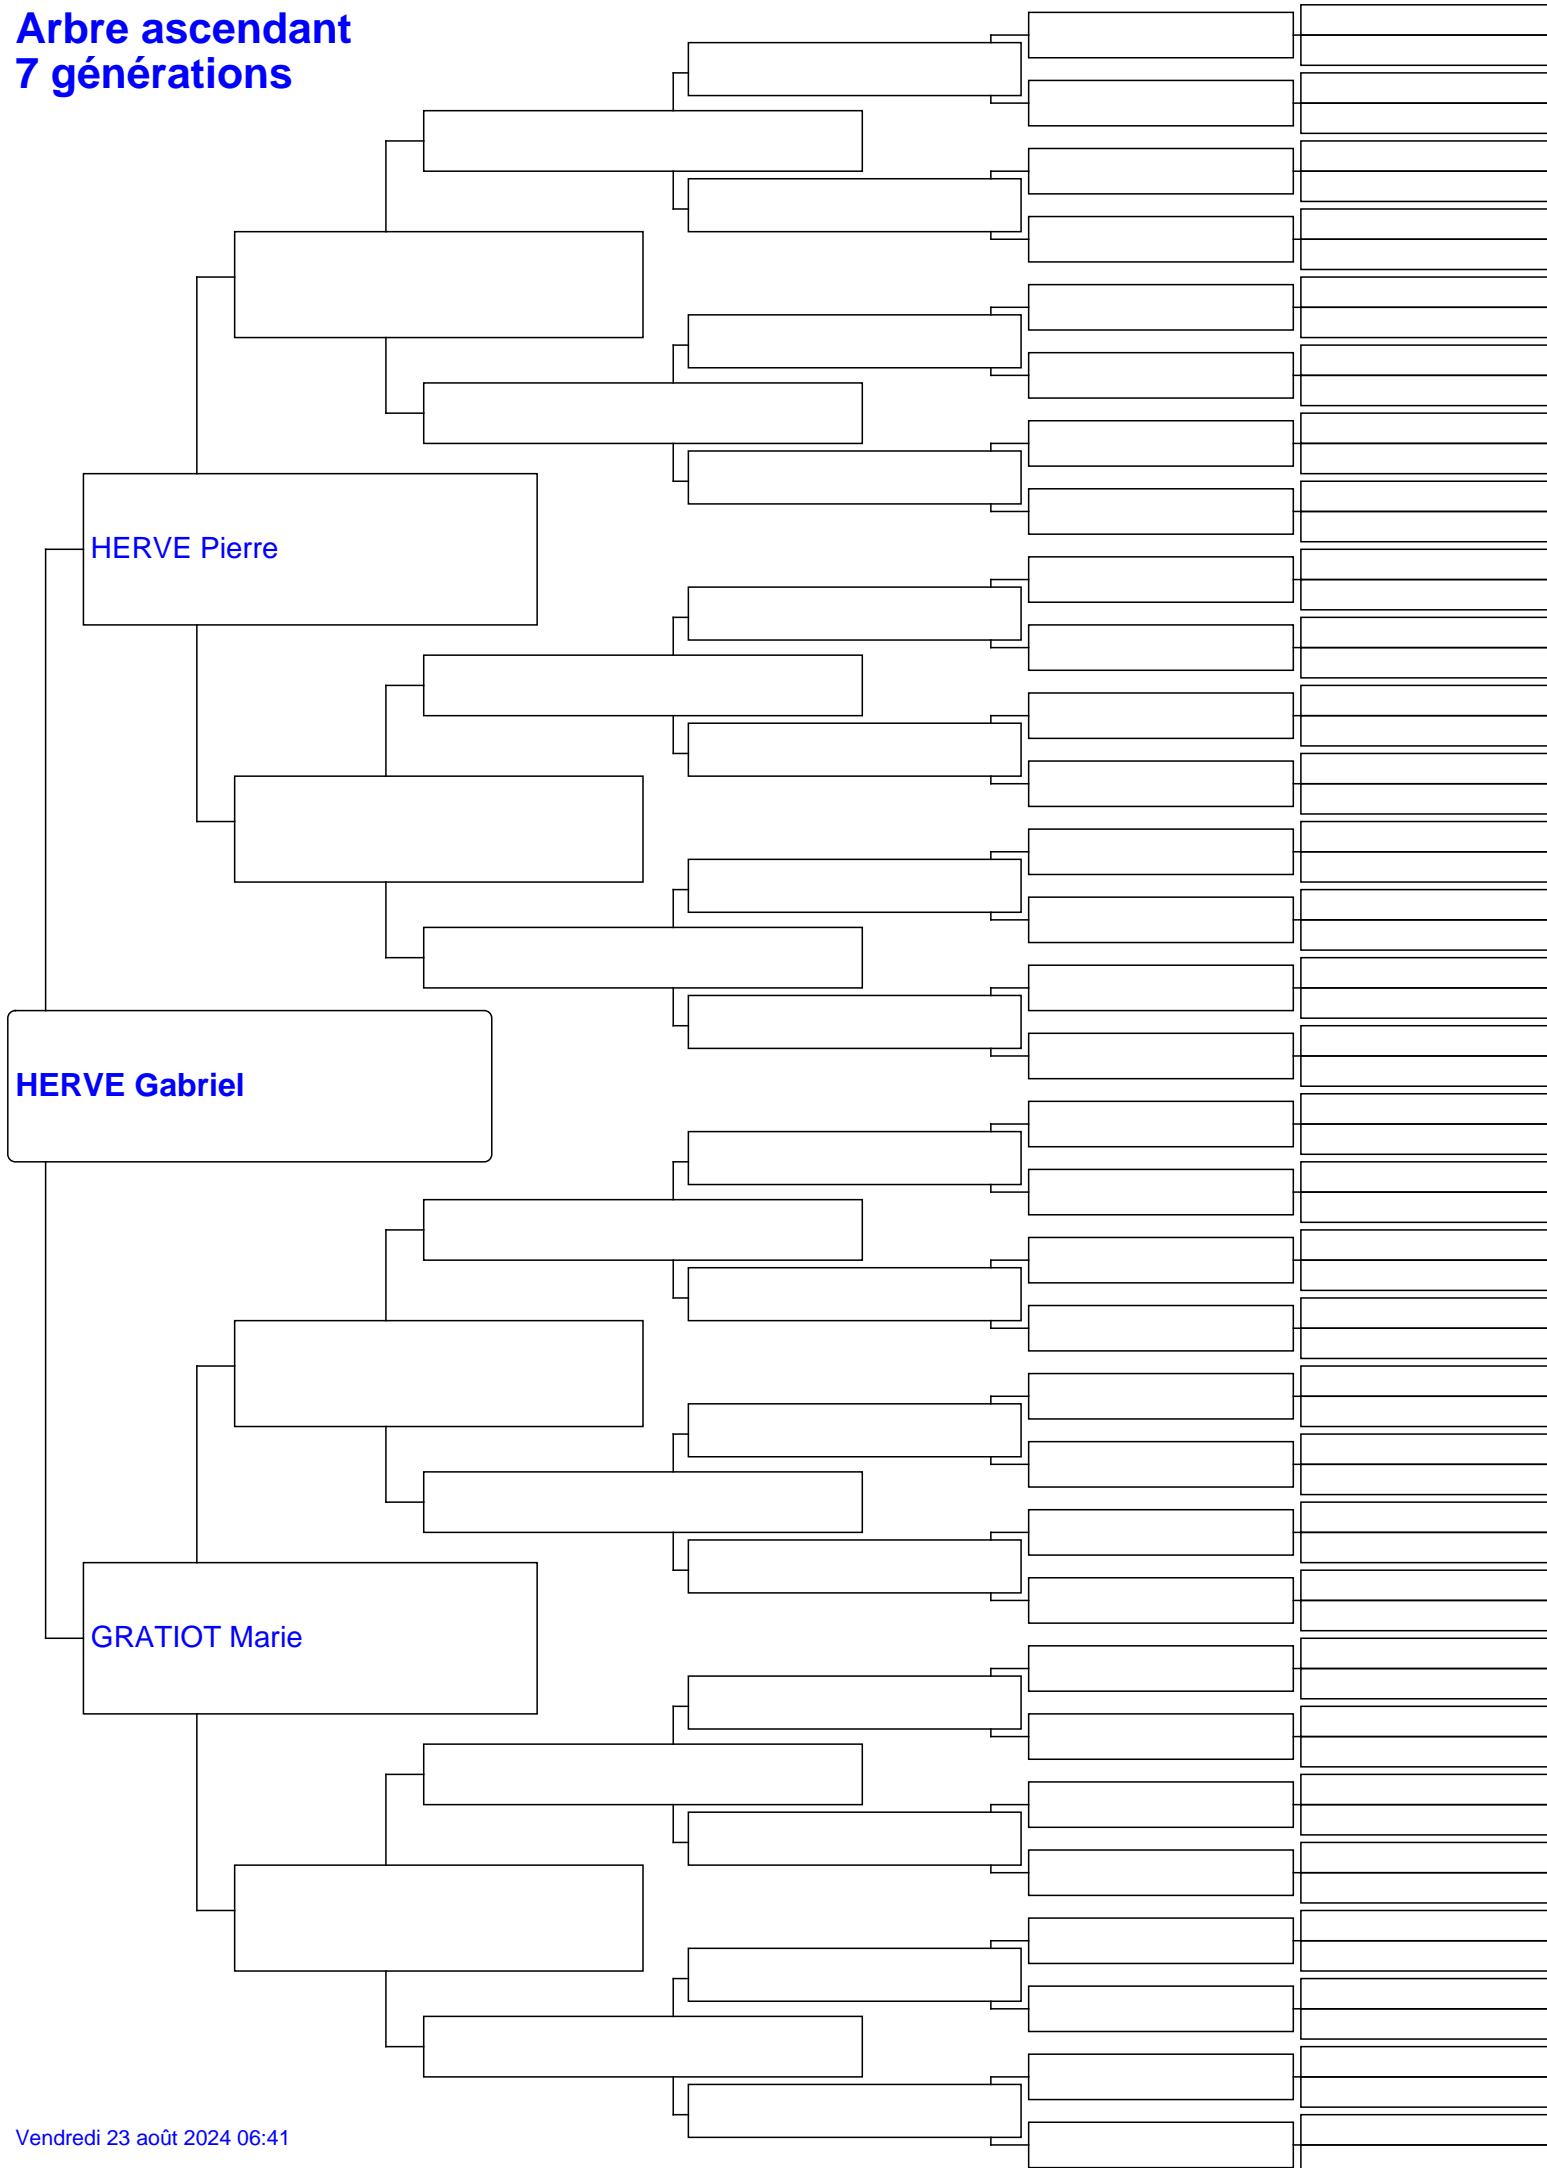 Arbre ascendant
7 générations
HERVE Pierre
HERVE Gabriel
GRATIOT Marie
Vendredi 23 août 2024 06:41